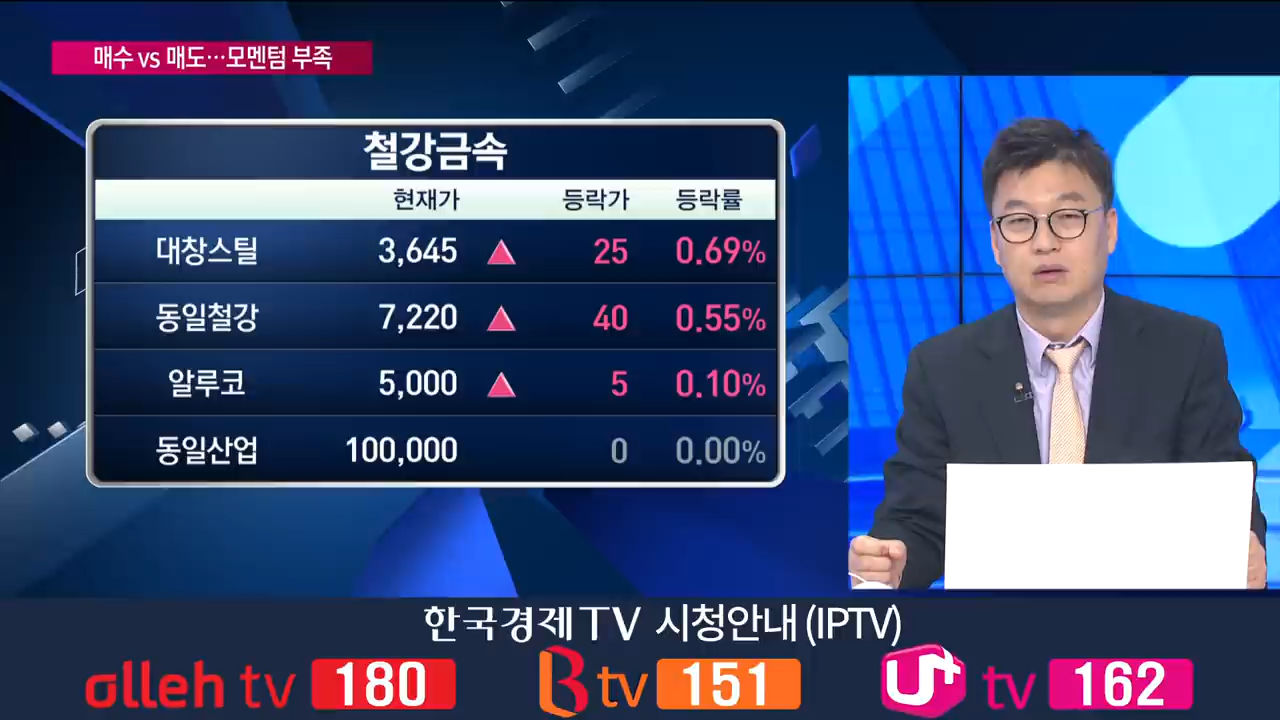 매수 vs 매도…모멘텀 부족
철강금속
현재가 등락가 등락률
대창스틸 3,645 ▲ 25 0.69%
동일철강 7,220 ▲ 40 0.55%
알루코 5,000 ▲ 5 0.10%
동일산업 100,000 0 0.00%
한국경제TV 시청안내 (IPTV)
olleh tv 180 B tv 151 U+ tv 162